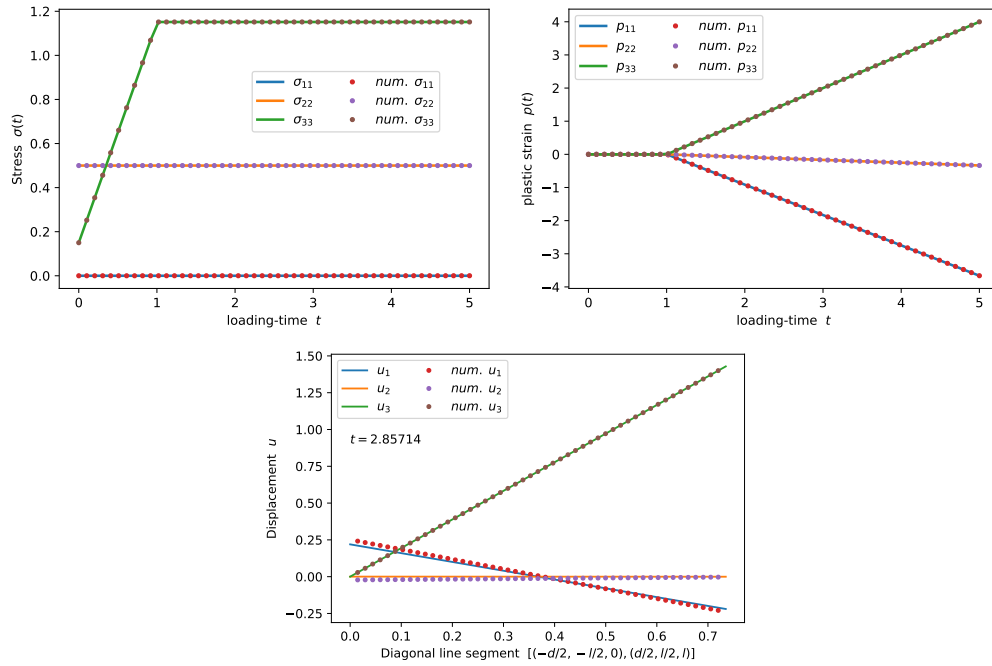 Stress σ(t)
1.2
1.0
0.8
0.6
0.4
0.2
0.0
σ₁₁ num. σ₁₁
σ₂₂ num. σ₂₂
σ₃₃ num. σ₃₃
0 1 2 3 4 5
loading-time t
plastic strain p(t)
4
3
2
1
0
−1
−2
−3
−4
p₁₁ num. p₁₁
p₂₂ num. p₂₂
p₃₃ num. p₃₃
0 1 2 3 4 5
loading-time t
Displacement u
1.50
1.25
1.00
0.75
0.50
0.25
0.00
−0.25
u₁ num. u₁
u₂ num. u₂
u₃ num. u₃
t = 2.85714
0.0 0.1 0.2 0.3 0.4 0.5 0.6 0.7
Diagonal line segment [(−d/2, −l/2, 0), (d/2, l/2, l)]